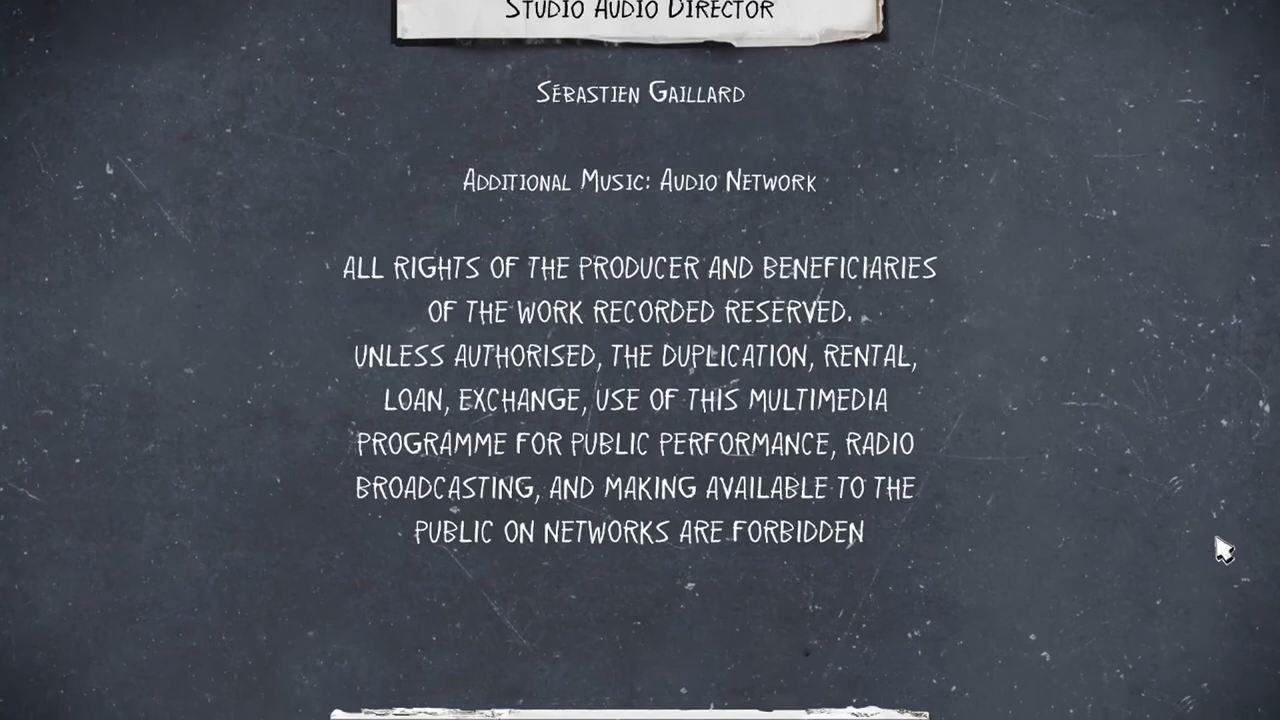 STUDIO AUDIO DIRECTOR
SÉBASTIEN GAILLARD
ADDITIONAL MUSIC: AUDIO NETWORK
ALL RIGHTS OF THE PRODUCER AND BENEFICIARIES
OF THE WORK RECORDED RESERVED.
UNLESS AUTHORISED, THE DUPLICATION, RENTAL,
LOAN, EXCHANGE, USE OF THIS MULTIMEDIA
PROGRAMME FOR PUBLIC PERFORMANCE, RADIO
BROADCASTING, AND MAKING AVAILABLE TO THE
PUBLIC ON NETWORKS ARE FORBIDDEN